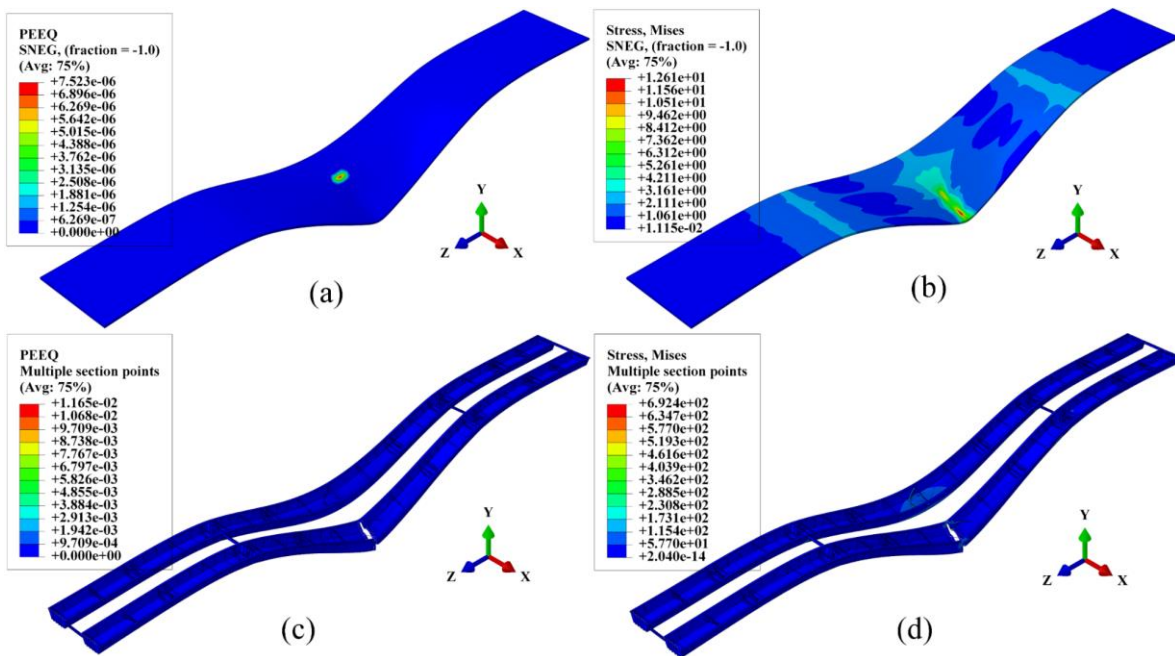 PEEQ
SNEG, (fraction = -1.0)
(Avg: 75%)
+7.523e-06
+6.896e-06
+6.269e-06
+5.642e-06
+5.015e-06
+4.388e-06
+3.762e-06
+3.135e-06
+2.508e-06
+1.881e-06
+1.254e-06
+6.269e-07
+0.000e+00
Y
Z
X
(a)
Stress, Mises
SNEG, (fraction = -1.0)
(Avg: 75%)
+1.261e+01
+1.156e+01
+1.051e+01
+9.462e+00
+8.412e+00
+7.362e+00
+6.312e+00
+5.261e+00
+4.211e+00
+3.161e+00
+2.111e+00
+1.061e+00
+1.115e-02
Y
Z
X
(b)
PEEQ
Multiple section points
(Avg: 75%)
+1.165e-02
+1.068e-02
+9.709e-03
+8.738e-03
+7.767e-03
+6.797e-03
+5.826e-03
+4.855e-03
+3.884e-03
+2.913e-03
+1.942e-03
+9.709e-04
+0.000e+00
Y
Z
X
(c)
Stress, Mises
Multiple section points
(Avg: 75%)
+6.924e+02
+6.347e+02
+5.770e+02
+5.193e+02
+4.616e+02
+4.039e+02
+3.462e+02
+2.885e+02
+2.308e+02
+1.731e+02
+1.154e+02
+5.770e+01
+2.040e-14
Y
Z
X
(d)